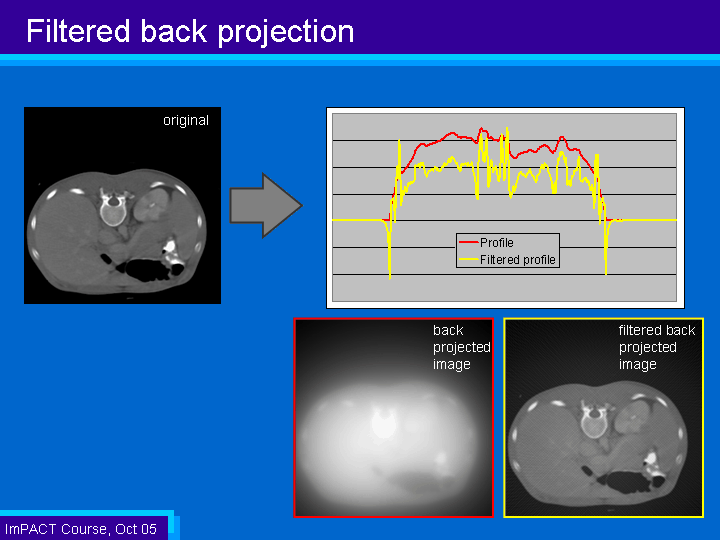 Filtered back projection
original
Profile
Filtered profile
back
projected
image
filtered back
projected
image
ImPACT Course, Oct 05